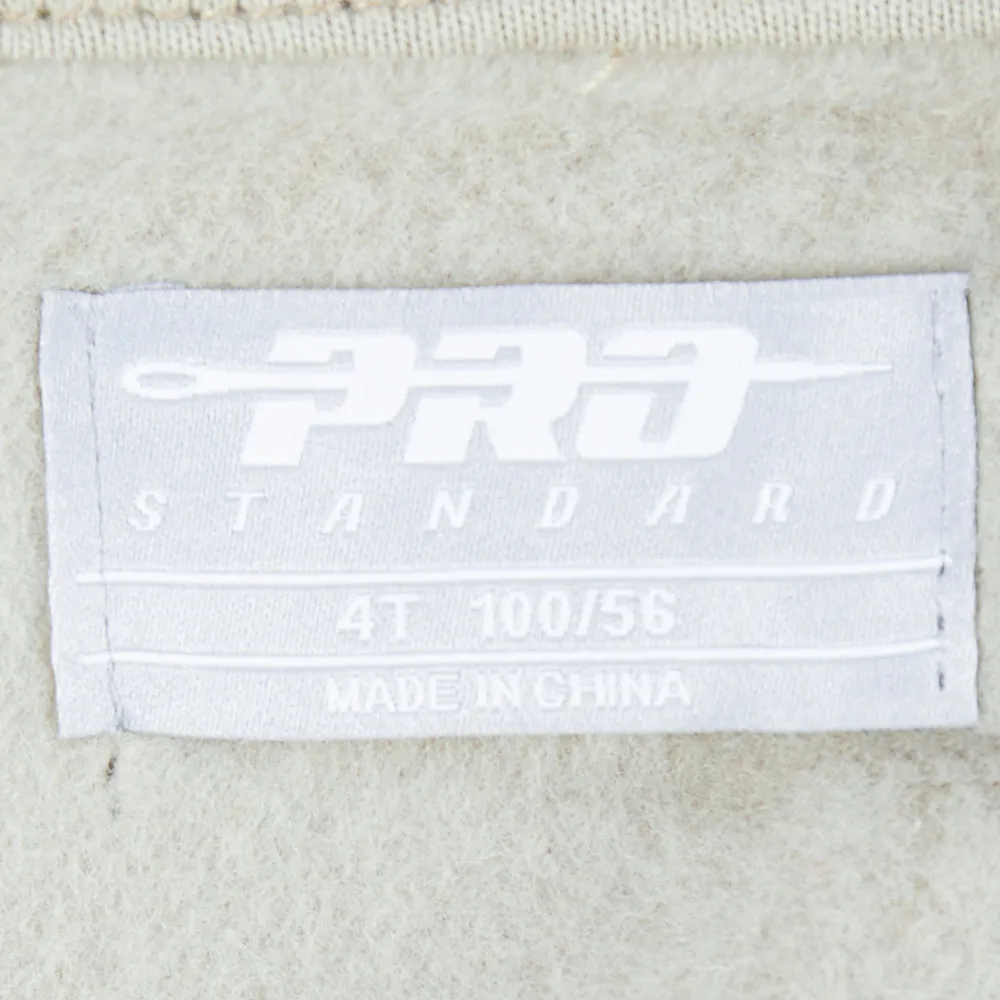 PRO
STANDARD
4T 100/56
MADE IN CHINA